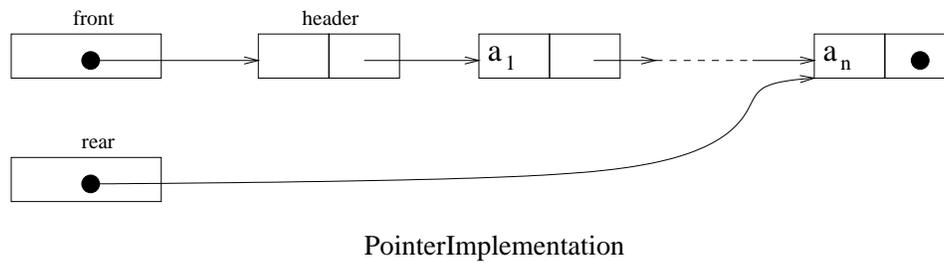 front
header
a1
an
rear
PointerImplementation